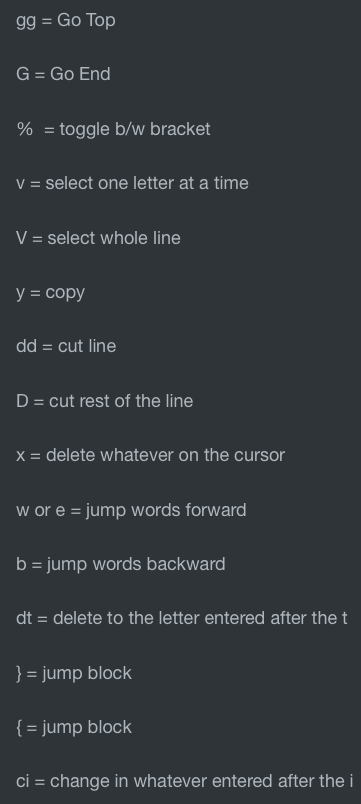 gg = Go Top
G = Go End
% = toggle b/w bracket
v = select one letter at a time
V = select whole line
y = copy
dd = cut line
D = cut rest of the line
x = delete whatever on the cursor
w or e = jump words forward
b = jump words backward
dt = delete to the letter entered after the t
} = jump block
{ = jump block
ci = change in whatever entered after the i